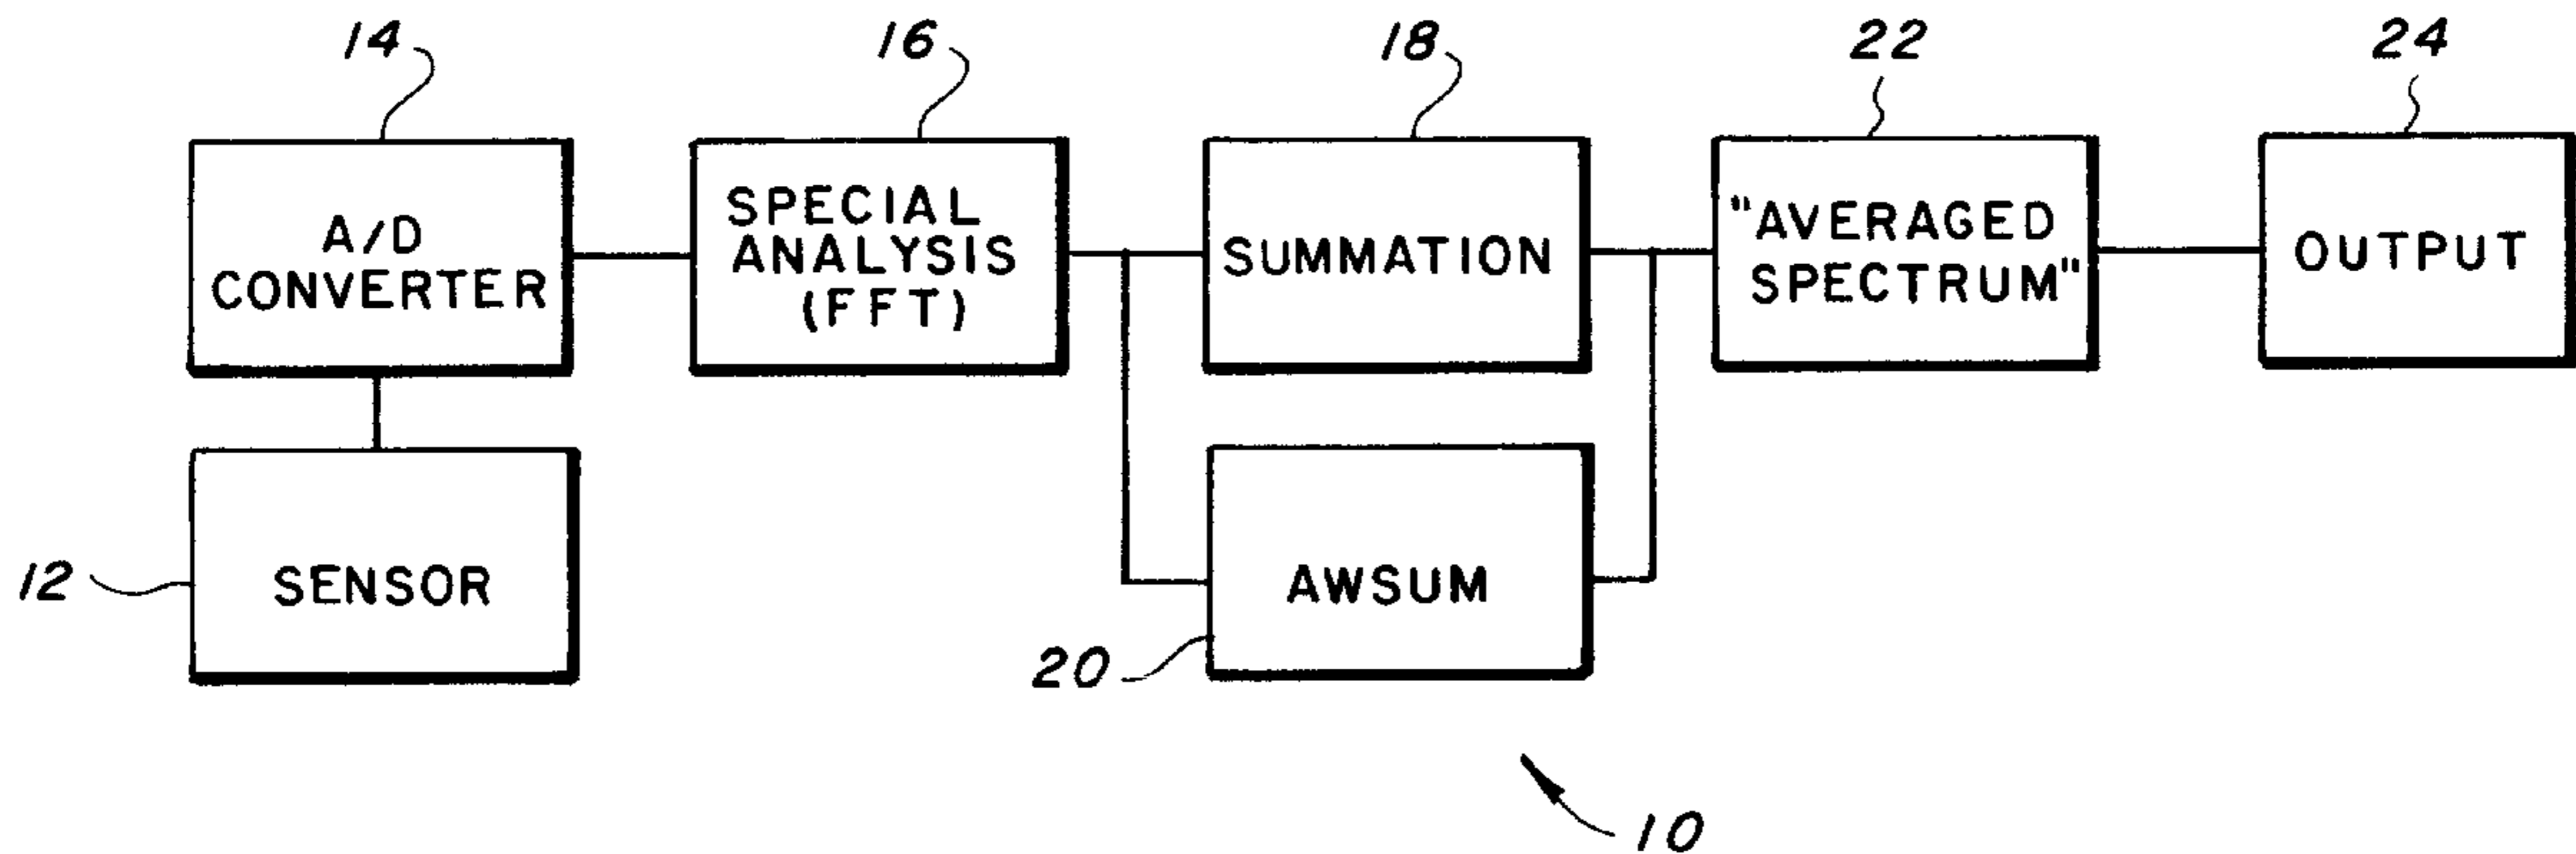 14
16
18
22
24
A/D
CONVERTER
SPECIAL
ANALYSIS
(FFT)
SUMMATION
"AVERAGED
SPECTRUM"
OUTPUT
12
SENSOR
AWSUM
20
10